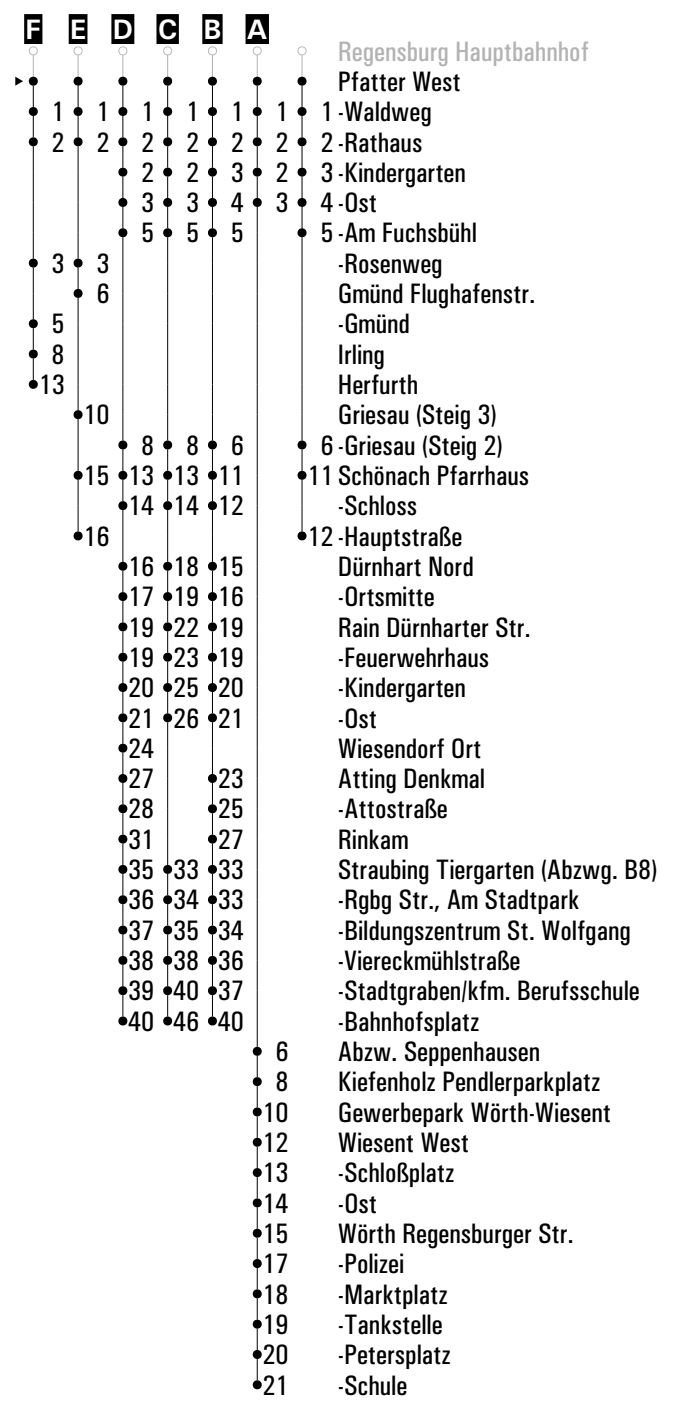 F E D C B A
Regensburg Hauptbahnhof
Pfatter West
1 1 1 1 1 1 1 -Waldweg
2 2 2 2 2 2 2 -Rathaus
2 2 3 2 3 -Kindergarten
3 3 4 3 4 -Ost
5 5 5 5 -Am Fuchsbühl
3 3 -Rosenweg
6 Gmünd Flughafenstr.
5 -Gmünd
8 Irling
13 Herfurth
10 Griesau (Steig 3)
8 8 6 6 -Griesau (Steig 2)
15 13 13 11 11 Schönach Pfarrhaus
14 14 12 -Schloss
16 12 -Hauptstraße
16 18 15 Dürnhart Nord
17 19 16 -Ortsmitte
19 22 19 Rain Dürnharter Str.
19 23 19 -Feuerwehrhaus
20 25 20 -Kindergarten
21 26 21 -Ost
24 Wiesendorf Ort
27 23 Atting Denkmal
28 25 -Attostraße
31 27 Rinkam
35 33 33 Straubing Tiergarten (Abzwg. B8)
36 34 33 -Rgbg Str., Am Stadtpark
37 35 34 -Bildungszentrum St. Wolfgang
38 38 36 -Viereckmühlstraße
39 40 37 -Stadtgraben/kfm. Berufsschule
40 46 40 -Bahnhofsplatz
6 Abzw. Seppenhausen
8 Kiefenholz Pendlerparkplatz
10 Gewerbepark Wörth-Wiesent
12 Wiesent West
13 -Schloßplatz
14 -Ost
15 Wörth Regensburger Str.
17 -Polizei
18 -Marktplatz
19 -Tankstelle
20 -Petersplatz
21 -Schule